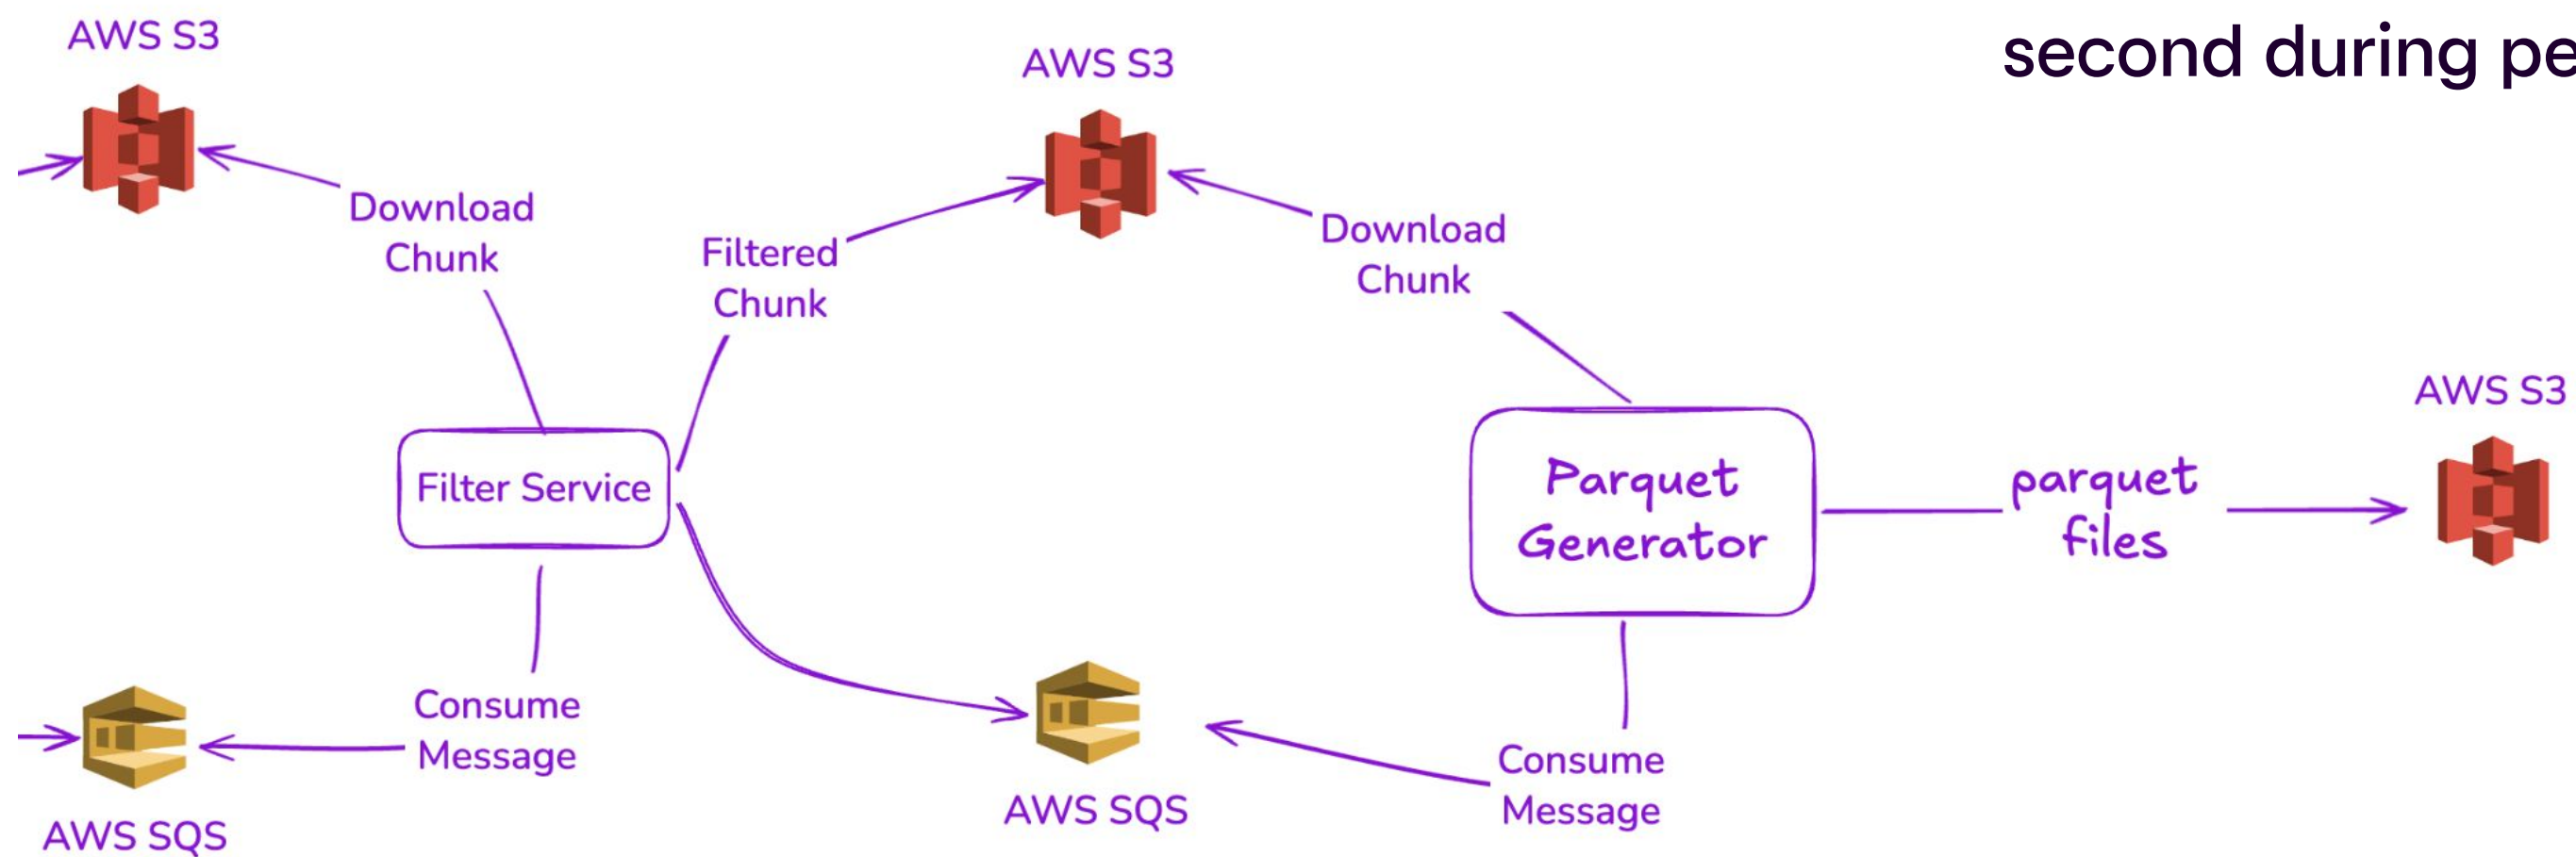 AWS S3
AWS S3
second during pe
Download
Chunk
Filtered
Chunk
Download
Chunk
AWS S3
Filter Service
Parquet
Generator
parquet
files
Consume
Message
Consume
Message
AWS SQS
AWS SQS